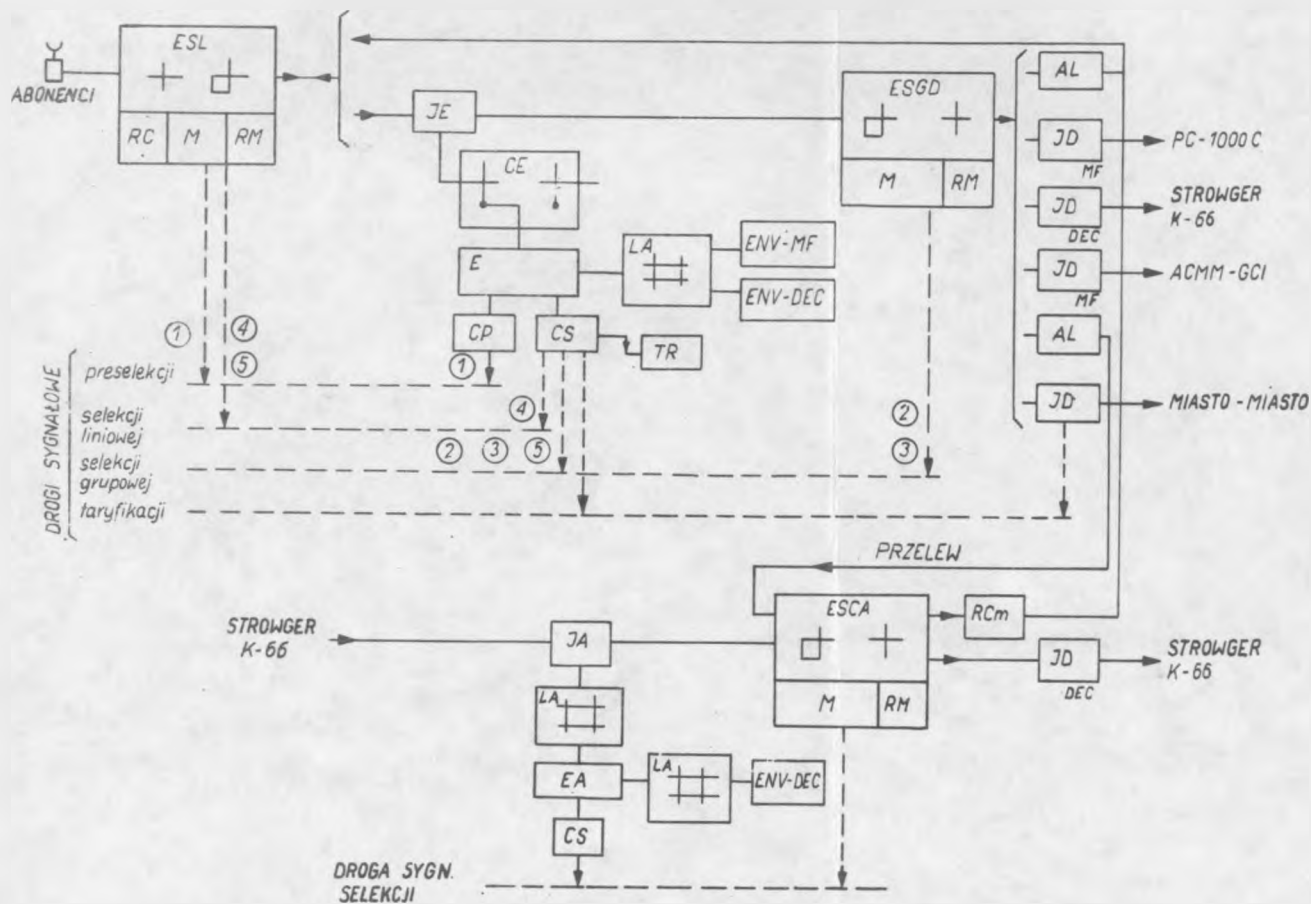 ESL
ABONENCI
RC M RM
JE
CE
E
LA
ENV-MF
ENV-DEC
CP
CS
TR
ESGD
M RM
AL
JD
MF
PC-1000C
JD
DEC
STROWGER
K-66
JD
MF
ACMM-GCI
AL
JD
MIASTO-MIASTO
1
4
5
1
4
2 3 5
2
3
DROGI SYGNAŁOWE
preselekcji
selekcji
liniowej
selekcji
grupowej
taryfikacji
PRZELEW
STROWGER
K-66
JA
LA
EA
LA
ENV-DEC
CS
ESCA
M RM
RCm
JD
DEC
STROWGER
K-66
DROGA SYGN.
SELEKCJI